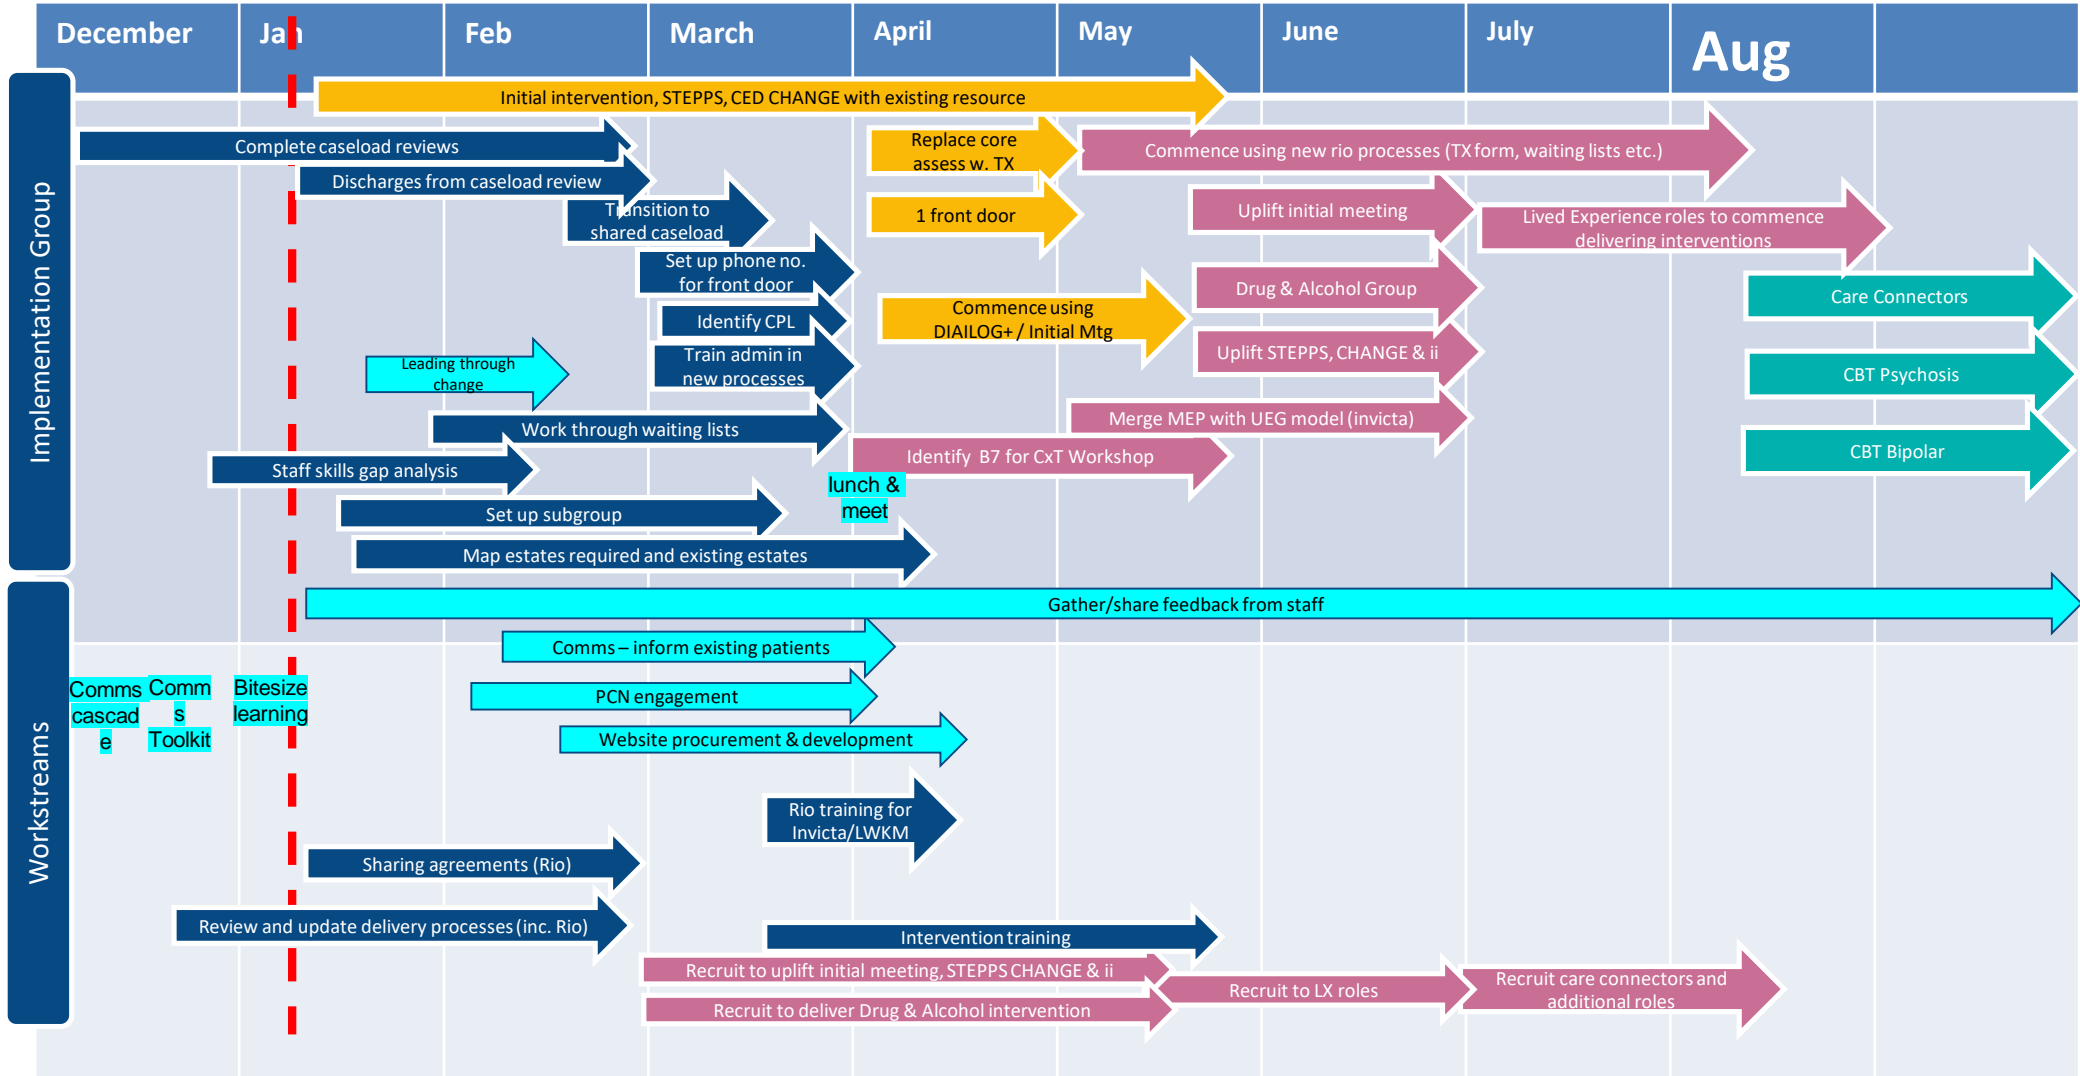 December
Jan
Feb
March
April
May
June
July
Aug
Implementation Group
Initial intervention, STEPPS, CED CHANGE with existing resource
Complete caseload reviews
Replace core
assess w. TX
Commence using new rio processes (TX form, waiting lists etc.)
Discharges from caseload review
Transition to
shared caseload
1 front door
Uplift initial meeting
Lived Experience roles to commence
delivering interventions
Set up phone no.
for front door
Drug & Alcohol Group
Care Connectors
Identify CPL
Commence using
DIAILOG+ / Initial Mtg
Train admin in
new processes
Uplift STEPPS, CHANGE & ii
Leading through
change
CBT Psychosis
Work through waiting lists
Merge MEP with UEG model (invicta)
Identify B7 for CxT Workshop
CBT Bipolar
Staff skills gap analysis
lunch &
meet
Set up subgroup
Map estates required and existing estates
Workstreams
Gather/share feedback from staff
Comms – inform existing patients
Comms
cascad
e
Comm
s
Toolkit
Bitesize
learning
PCN engagement
Website procurement & development
Rio training for
Invicta/LWKM
Sharing agreements (Rio)
Review and update delivery processes (inc. Rio)
Intervention training
Recruit to uplift initial meeting, STEPPS CHANGE & ii
Recruit to LX roles
Recruit care connectors and
additional roles
Recruit to deliver Drug & Alcohol intervention